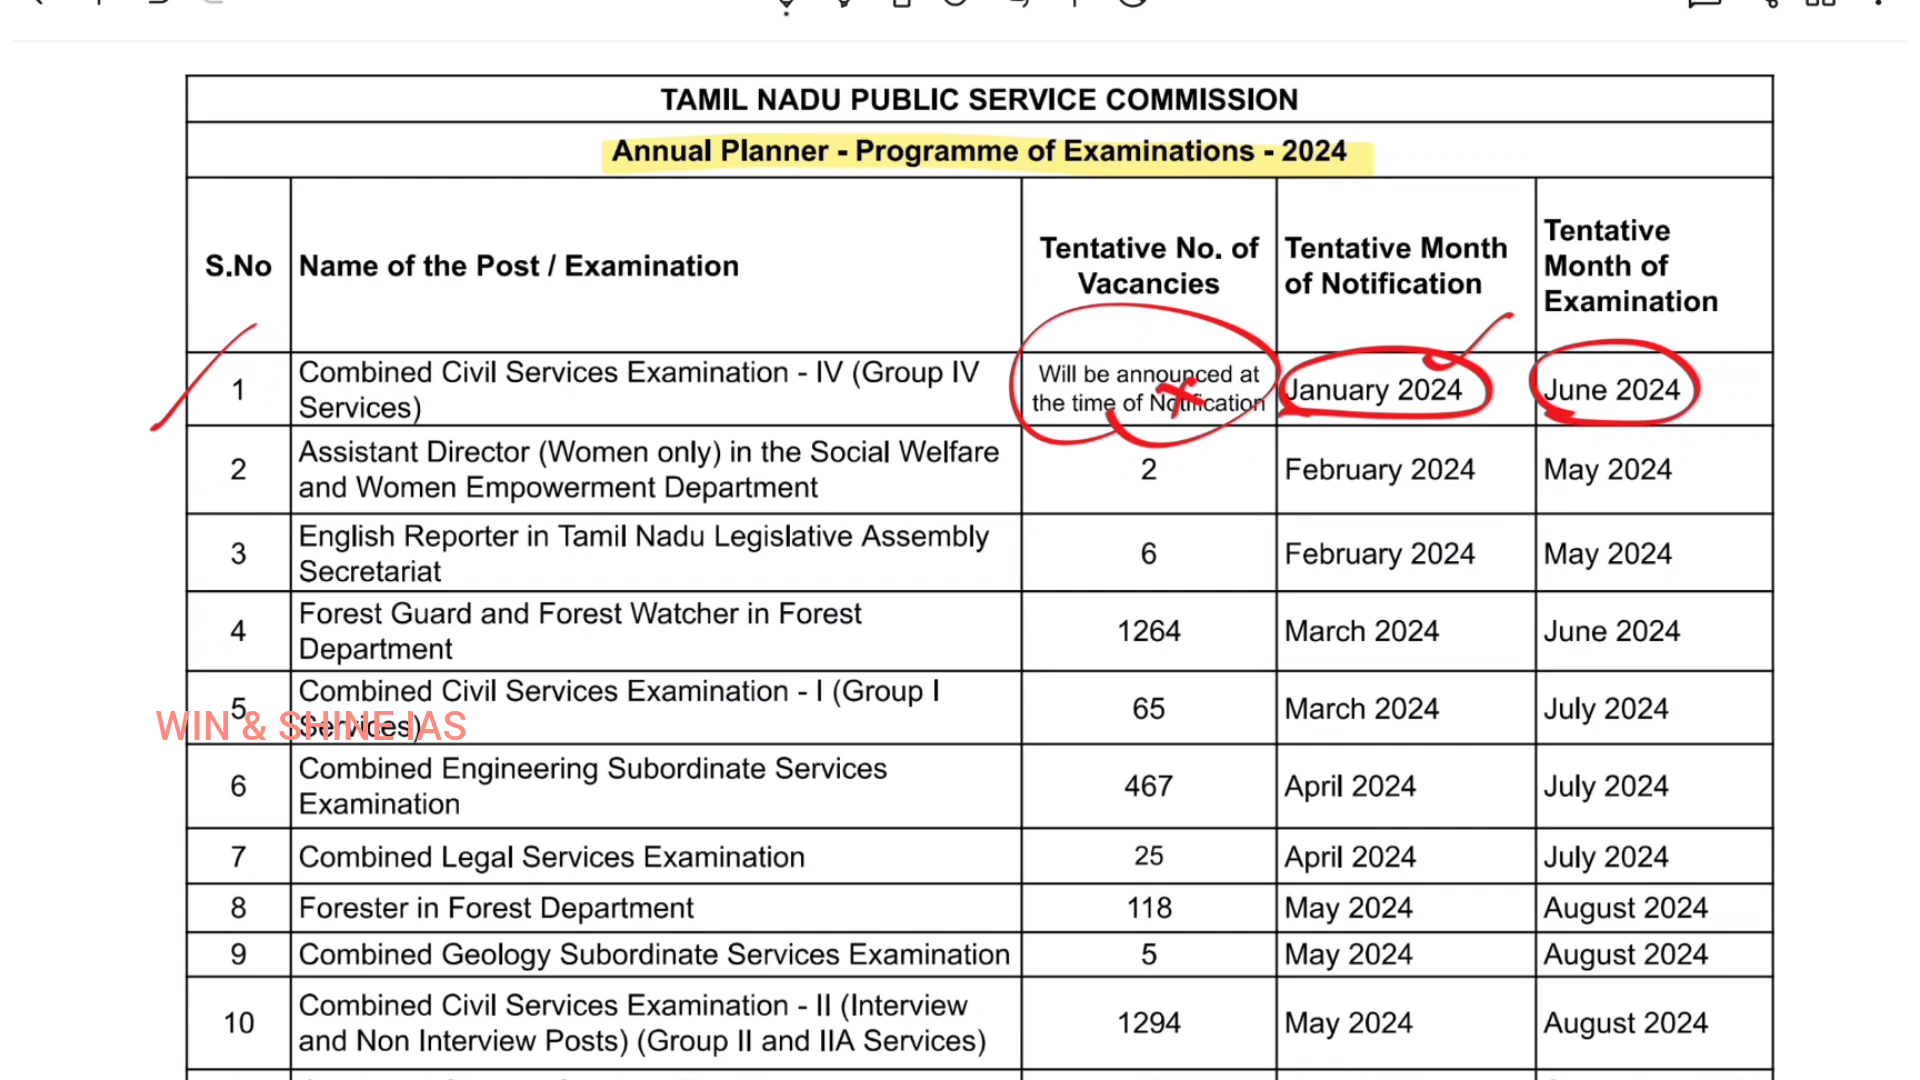 TAMIL NADU PUBLIC SERVICE COMMISSION
Annual Planner - Programme of Examinations - 2024
S.No
Name of the Post / Examination
Tentative No. of
Vacancies
Tentative Month
of Notification
Tentative
Month of
Examination
1
Combined Civil Services Examination - IV (Group IV
Services)
Will be announced at
the time of Notification
January 2024
June 2024
2
Assistant Director (Women only) in the Social Welfare
and Women Empowerment Department
2
February 2024
May 2024
3
English Reporter in Tamil Nadu Legislative Assembly
Secretariat
6
February 2024
May 2024
4
Forest Guard and Forest Watcher in Forest
Department
1264
March 2024
June 2024
5
Combined Civil Services Examination - I (Group I
Services)
65
March 2024
July 2024
WIN & SHINE IAS
6
Combined Engineering Subordinate Services
Examination
467
April 2024
July 2024
7
Combined Legal Services Examination
25
April 2024
July 2024
8
Forester in Forest Department
118
May 2024
August 2024
9
Combined Geology Subordinate Services Examination
5
May 2024
August 2024
10
Combined Civil Services Examination - II (Interview
and Non Interview Posts) (Group II and IIA Services)
1294
May 2024
August 2024